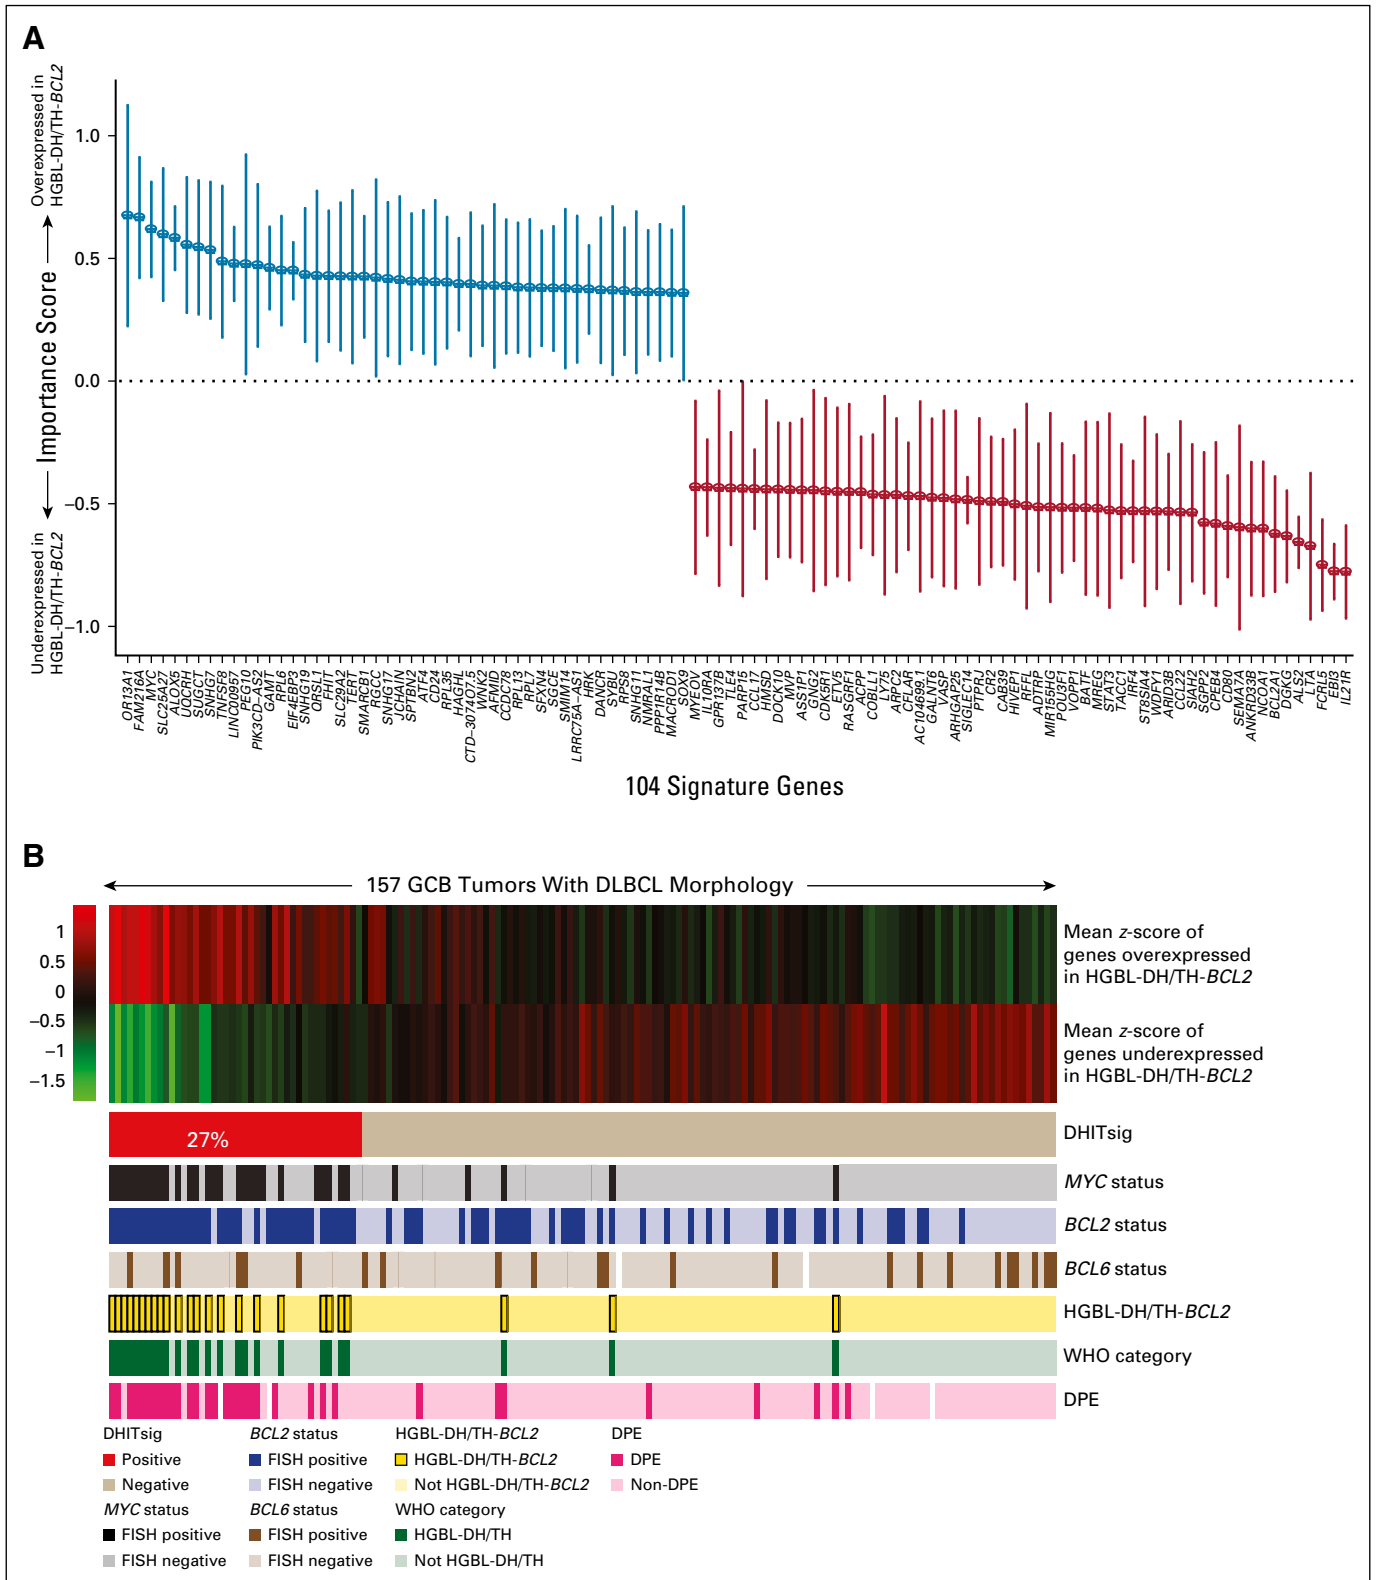 A
Overexpressed in
HGBL-DH/TH-BCL2
Importance Score
Underexpressed in
HGBL-DH/TH-BCL2
1.0
0.5
0.0
−0.5
−1.0
OR13A1
FAM216A
MYC
SLC25A27
ALOX5
UQCRH
SUGCT
SNHG7
TNFSF8
LINC00957
PEG10
PIK3CD−AS2
GAMT
RPL6
EIF4EBP3
SNHG19
QRSL1
FHIT
SLC29A2
TERT
SMARCB1
RGCC
SNHG17
JCHAIN
SPTBN2
AF4
CD24
RPL35
HAGHL
CTD−3074O7.5
WNK2
AFMID
CCDC78
RPL13
RPL7
SFXN4
SGCE
SMIM14
LRRC75A−AS1
HRK
DANCR
SYBU
RPS8
SNHG11
NMRAL1
PPP1R14B
MACROD1
SOX9
MYEOV
IL10RA
GPR137B
TLE4
PARP15
CCL17
HMSD
DOCK10
MVP
ASS1P1
GNG2
CDK5R1
ETV5
RASGRF1
ACPP
COBLL1
LY75
ARPC2
CFLAR
AC104699.1
GALNT6
VASP
ARHGAP25
SIGLEC14
PTPRJ
CR2
CAB39
HIVEP1
RFFL
ADTRP
MIR155HG
POU3F1
VOPP1
BATF
MREG
STAT3
TACC1
IRF4
ST8SIA4
WDFY1
ARID3B
CCL22
SIAH2
SGPP2
CPEB4
CD80
SEMA7A
ANKRD33B
NCOA1
BCL2A1
DGKG
ALS2
LTA
FCRL5
EBI3
IL21R
104 Signature Genes
B
157 GCB Tumors With DLBCL Morphology
1
0.5
0
−0.5
−1
−1.5
Mean z-score of
genes overexpressed
in HGBL-DH/TH-BCL2
Mean z-score of
genes underexpressed
in HGBL-DH/TH-BCL2
27%
DHITsig
MYC status
BCL2 status
BCL6 status
HGBL-DH/TH-BCL2
WHO category
DPE
DHITsig
Positive
Negative
MYC status
FISH positive
FISH negative
BCL2 status
FISH positive
FISH negative
BCL6 status
FISH positive
FISH negative
HGBL-DH/TH-BCL2
HGBL-DH/TH-BCL2
Not HGBL-DH/TH-BCL2
WHO category
HGBL-DH/TH
Not HGBL-DH/TH
DPE
DPE
Non-DPE